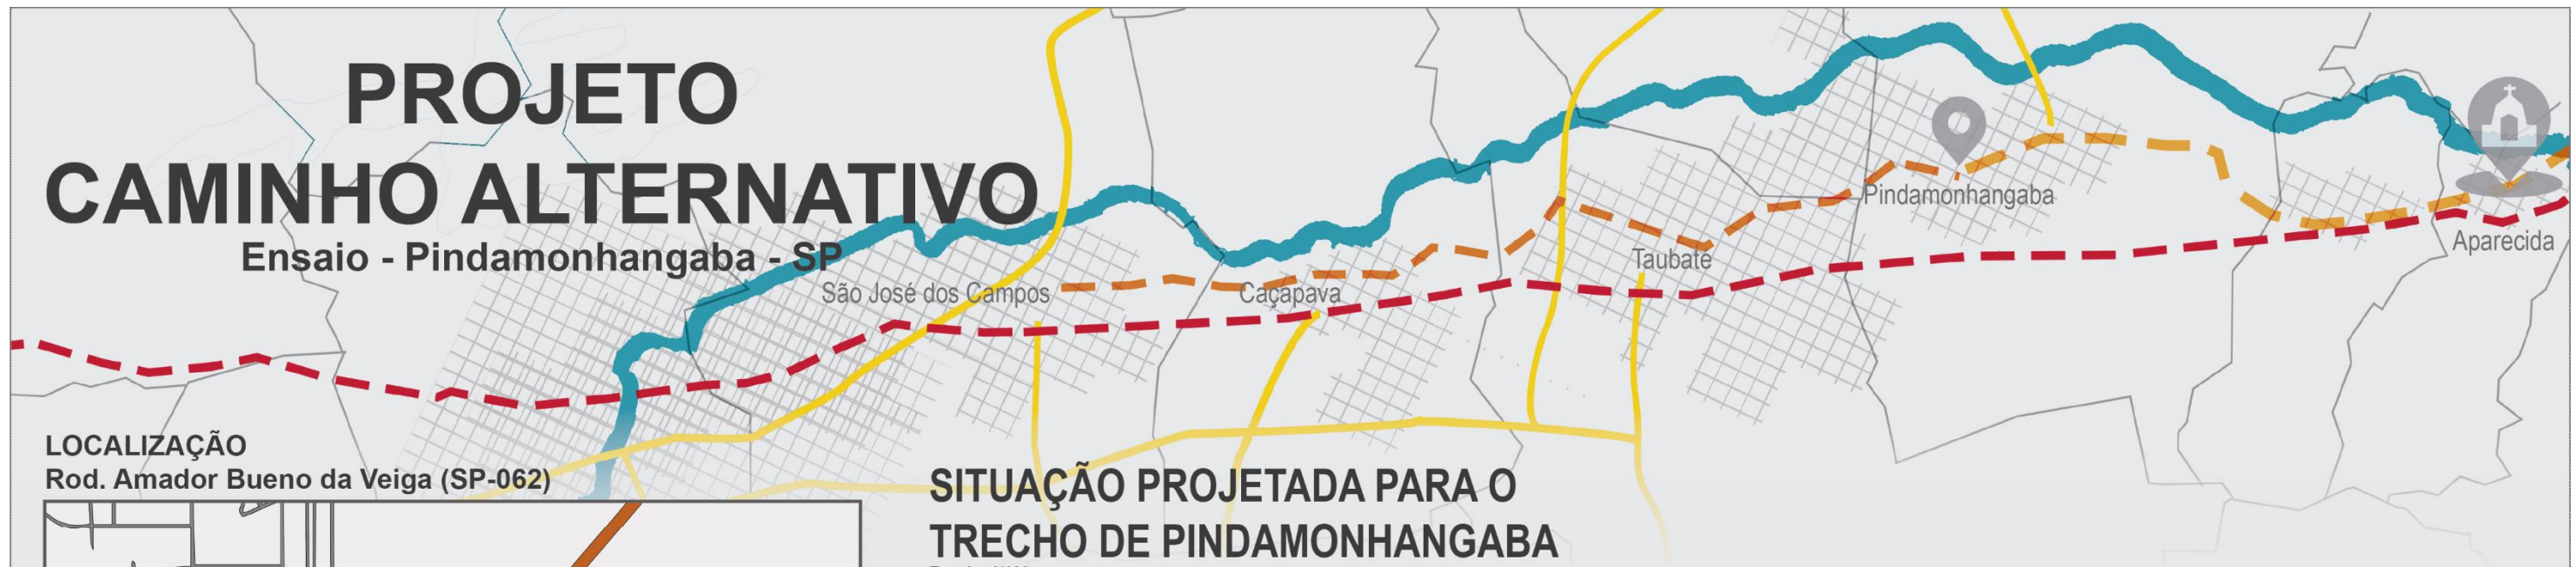 PROJETO
CAMINHO ALTERNATIVO
Ensaio - Pindamonhangaba - SP
São José dos Campos
Caçapava
Taubaté
Pindamonhangaba
Aparecida
LOCALIZAÇÃO
Rod. Amador Bueno da Veiga (SP-062)
SITUAÇÃO PROJETADA PARA O
TRECHO DE PINDAMONHANGABA